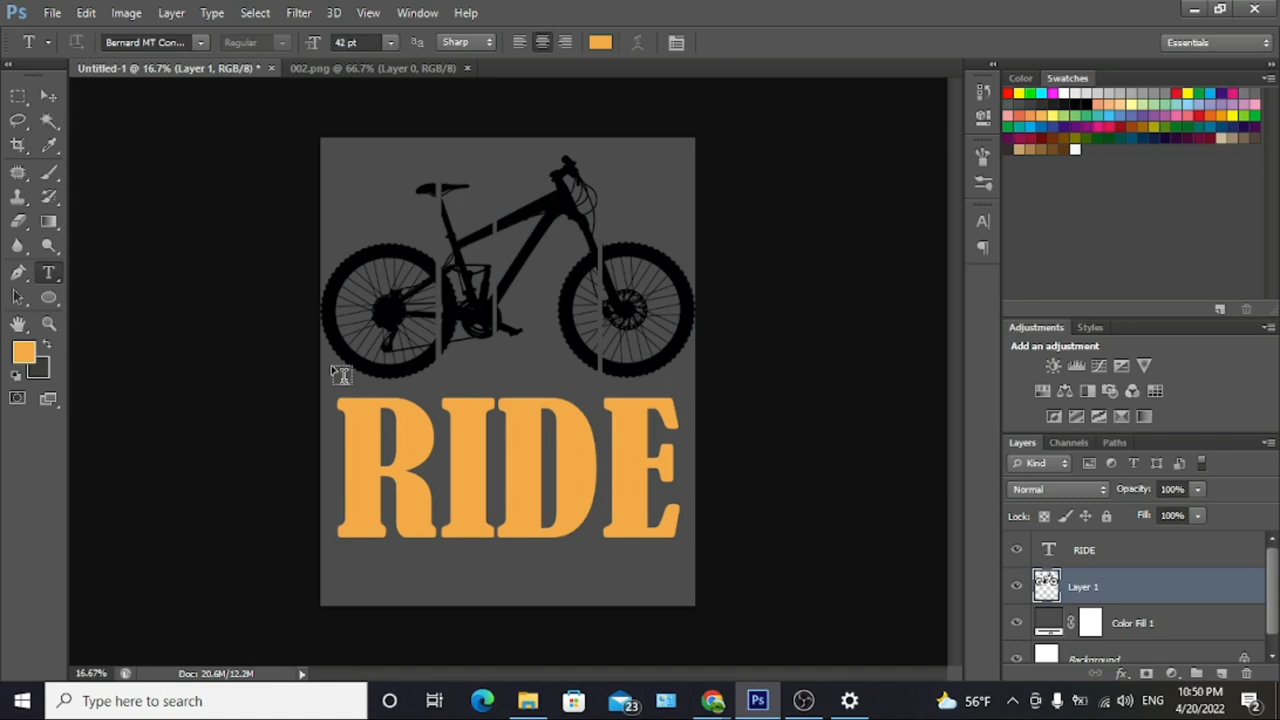 Ps File Edit Image Layer Type Select Filter 3D View Window Help
T Bernard MT Con... Regular 42 pt Sharp Essentials
Untitled-1 @ 16.7% (Layer 1, RGB/8) * × 002.png @ 66.7% (Layer 0, RGB/8) ×
Color Swatches
RIDE
Adjustments Styles
Add an adjustment
Layers Channels Paths
Kind
Normal Opacity: 100%
Lock: Fill: 100%
RIDE
Layer 1
Color Fill 1
Background
16.67% Doc: 20.6M/12.2M
Type here to search
23
Ps
56°F
ENG
10:50 PM
4/20/2022
2